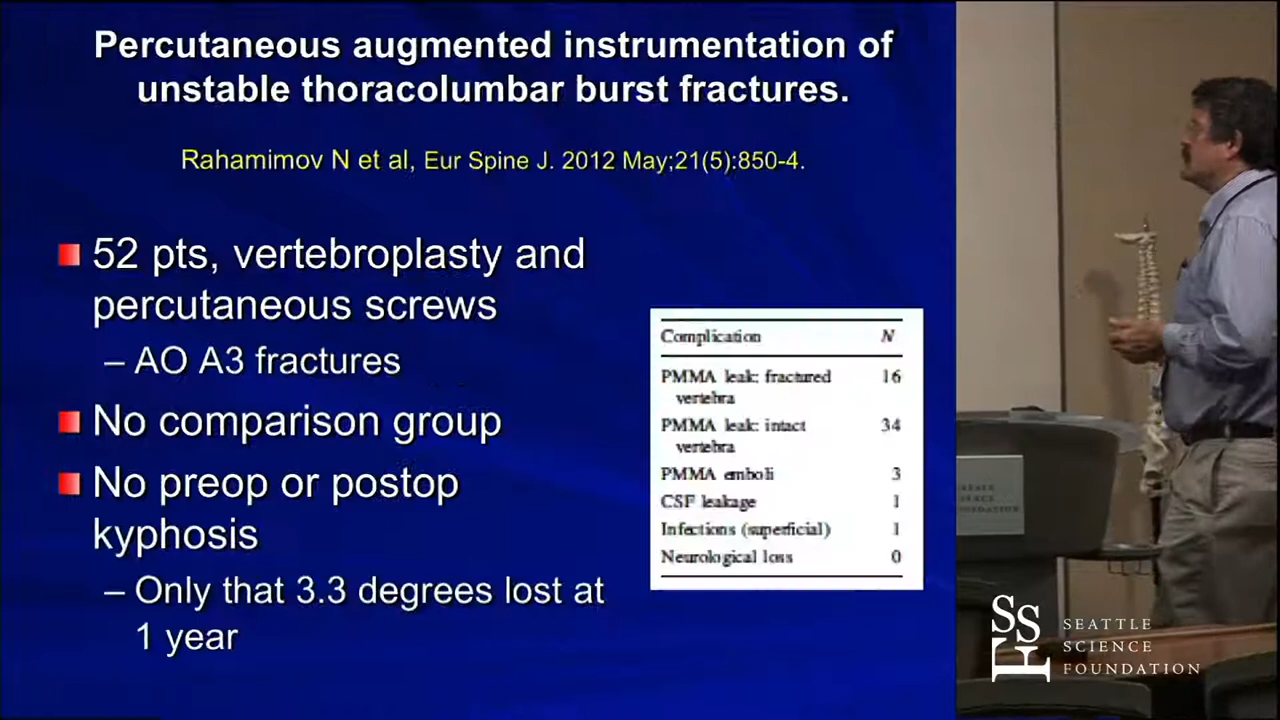 Percutaneous augmented instrumentation of
unstable thoracolumbar burst fractures.
Rahamimov N et al, Eur Spine J. 2012 May;21(5):850-4.
52 pts, vertebroplasty and
percutaneous screws
– AO A3 fractures
No comparison group
No preop or postop
kyphosis
– Only that 3.3 degrees lost at
1 year
Complication N
PMMA leak: fractured 16
vertebra
PMMA leak: intact 34
vertebra
PMMA emboli 3
CSF leakage 1
Infections (superficial) 1
Neurological loss 0
SSF
SEATTLE
SCIENCE
FOUNDATION